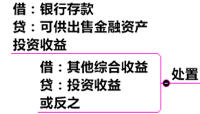 借：银行存款
贷：可供出售金融资产
投资收益
借：其他综合收益
贷：投资收益
或反之
处置